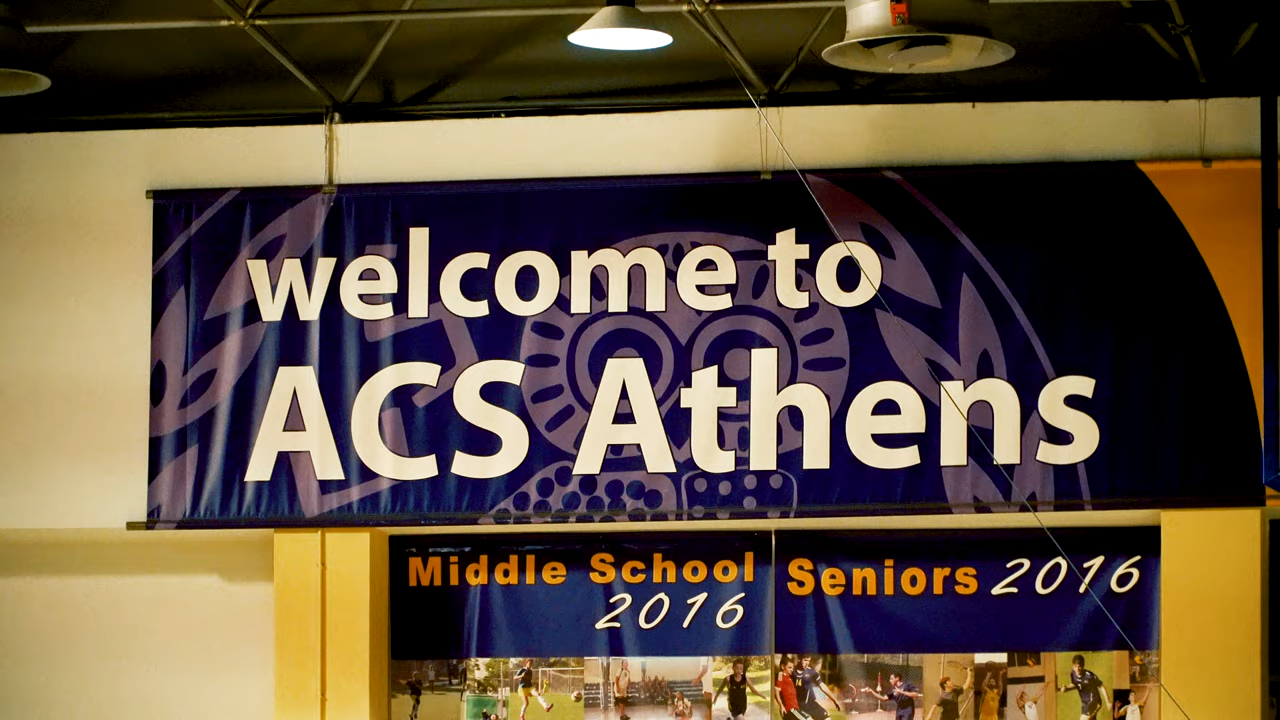 welcome to
ACS Athens
Middle School
2016
Seniors 2016